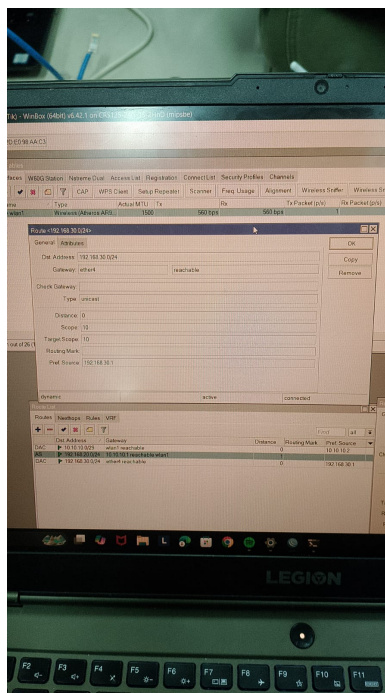 WinBox (64bit) v6.42.1 on
(mipsbe)
W60G Station Nstreme Dual Access List Registration Connect List Security Profiles Channels
CAP WPS Client Setup Repeater Scanner Freq. Usage Alignment Wireless Sniffer
Type Actual MTU Tx Rx Tx Packet (p/s) Rx Packet (p/s)
wlan1 Wireless (Atheros AR9... 1500 560 bps 560 bps 1
Route <192.168.30.0/24>
General Attributes
OK
Dst. Address: 192.168.30.0/24
Copy
Gateway: ether4 reachable
Remove
Check Gateway:
Type: unicast
Distance: 0
Scope: 10
Target Scope: 10
Routing Mark:
Pref. Source: 192.168.30.1
dynamic active connected
Routes Nexthops Rules VRF
Find all
Dst. Address Gateway Distance Routing Mark Pref. Source
DAC 10.10.10.0/29 wlan1 reachable 0 10.10.10.2
AS 192.168.20.0/24 10.10.10.1 reachable wlan1 1
DAC 192.168.30.0/24 ether4 reachable 0 192.168.30.1
LEGION
F2 F3 F4 F5 F6 F7 F8 F9 F10 F11